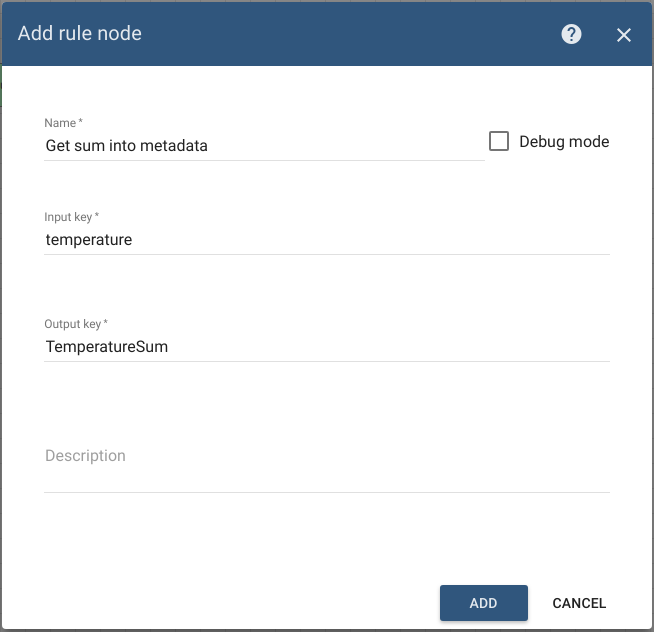 Add rule node
?
Name *
Get sum into metadata
Debug mode
Input key *
temperature
Output key *
TemperatureSum
Description
ADD CANCEL